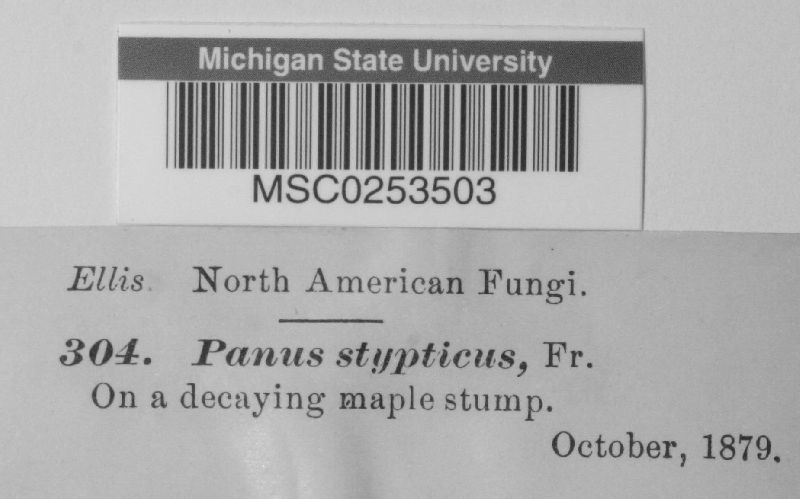 Michigan State University
MSC0253503
Ellis. North American Fungi.
304. Panus stypticus, Fr.
On a decaying maple stump.
October, 1879.